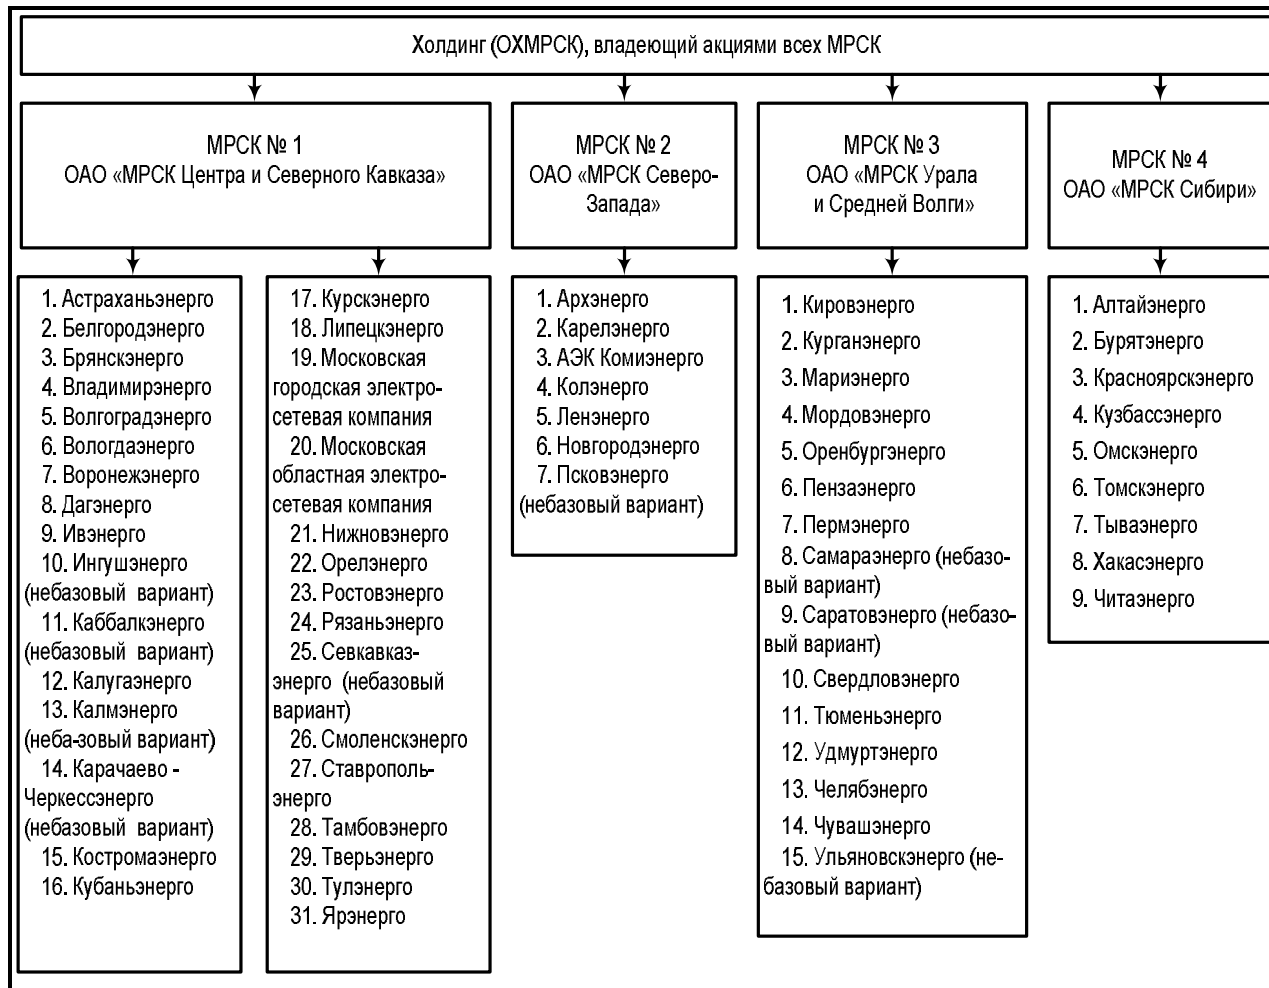 Холдинг (ОХМРСК), владеющий акциями всех МРСК
МРСК № 1
ОАО «МРСК Центра и Северного Кавказа»
МРСК № 2
ОАО «МРСК Северо-
Запада»
МРСК № 3
ОАО «МРСК Урала
и Средней Волги»
МРСК № 4
ОАО «МРСК Сибири»
1. Астраханьэнерго
2. Белгородэнерго
3. Брянскэнерго
4. Владимирэнерго
5. Волгоградэнерго
6. Вологдаэнерго
7. Воронежэнерго
8. Дагэнерго
9. Ивэнерго
10. Ингушэнерго
(небазовый вариант)
11. Каббалкэнерго
(небазовый вариант)
12. Калугаэнерго
13. Калмэнерго
(неба-зовый вариант)
14. Карачаево -
Черкессэнерго
(небазовый вариант)
15. Костромаэнерго
16. Кубаньэнерго
17. Курскэнерго
18. Липецкэнерго
19. Московская
городская электро-
сетевая компания
20. Московская
областная электро-
сетевая компания
21. Нижновэнерго
22. Орелэнерго
23. Ростовэнерго
24. Рязаньэнерго
25. Севкавказ-
энерго (небазовый
вариант)
26. Смоленскэнерго
27. Ставрополь-
энерго
28. Тамбовэнерго
29. Тверьэнерго
30. Тулэнерго
31. Ярэнерго
1. Архэнерго
2. Карелэнерго
3. АЭК Комиэнерго
4. Колэнерго
5. Ленэнерго
6. Новгородэнерго
7. Псковэнерго
(небазовый вариант)
1. Кировэнерго
2. Курганэнерго
3. Мариэнерго
4. Мордовэнерго
5. Оренбургэнерго
6. Пензаэнерго
7. Пермэнерго
8. Самараэнерго (небазо-
вый вариант)
9. Саратовэнерго (небазо-
вый вариант)
10. Свердловэнерго
11. Тюменьэнерго
12. Удмуртэнерго
13. Челябэнерго
14. Чувашэнерго
15. Ульяновскэнерго (не-
базовый вариант)
1. Алтайэнерго
2. Бурятэнерго
3. Красноярскэнерго
4. Кузбассэнерго
5. Омскэнерго
6. Томскэнерго
7. Тываэнерго
8. Хакасэнерго
9. Читаэнерго